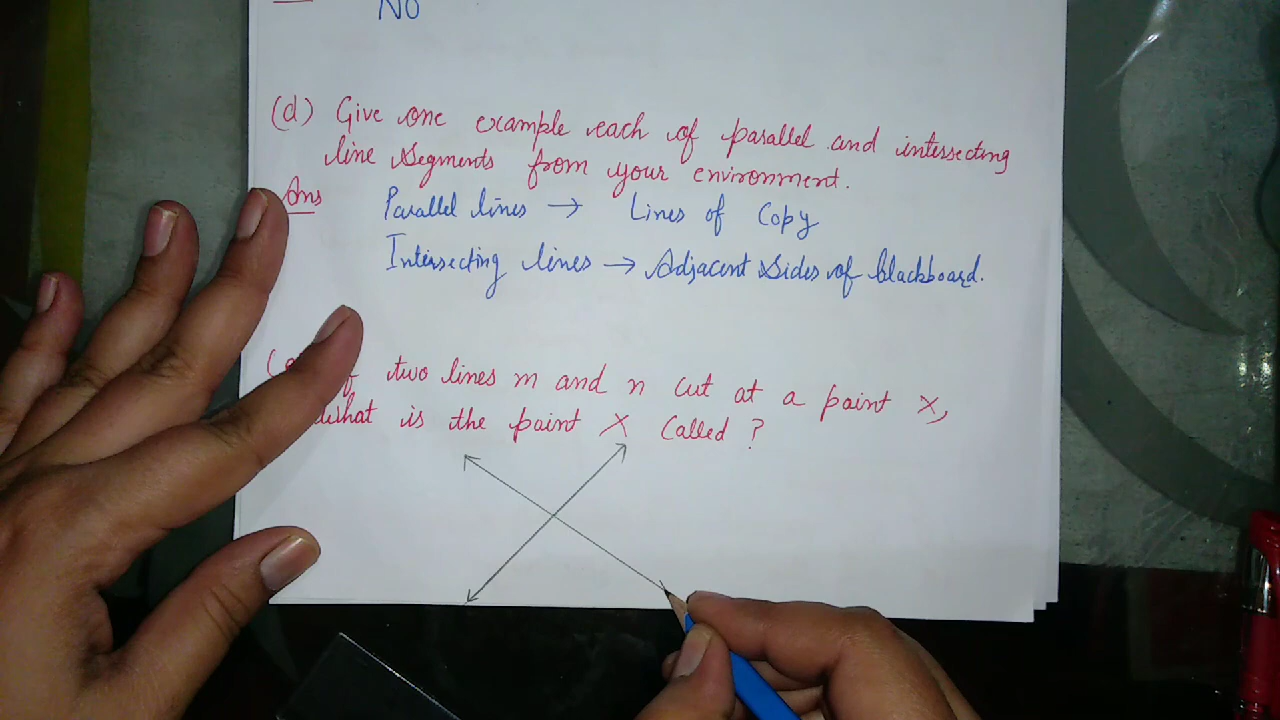 No
(d) Give one example each of parallel and intersecting
line segments from your environment.
Ans
Parallel lines → Lines of Copy
Intersecting lines → Adjacent Sides of blackboard.
two lines m and n cut at a point X,
What is the point X called ?